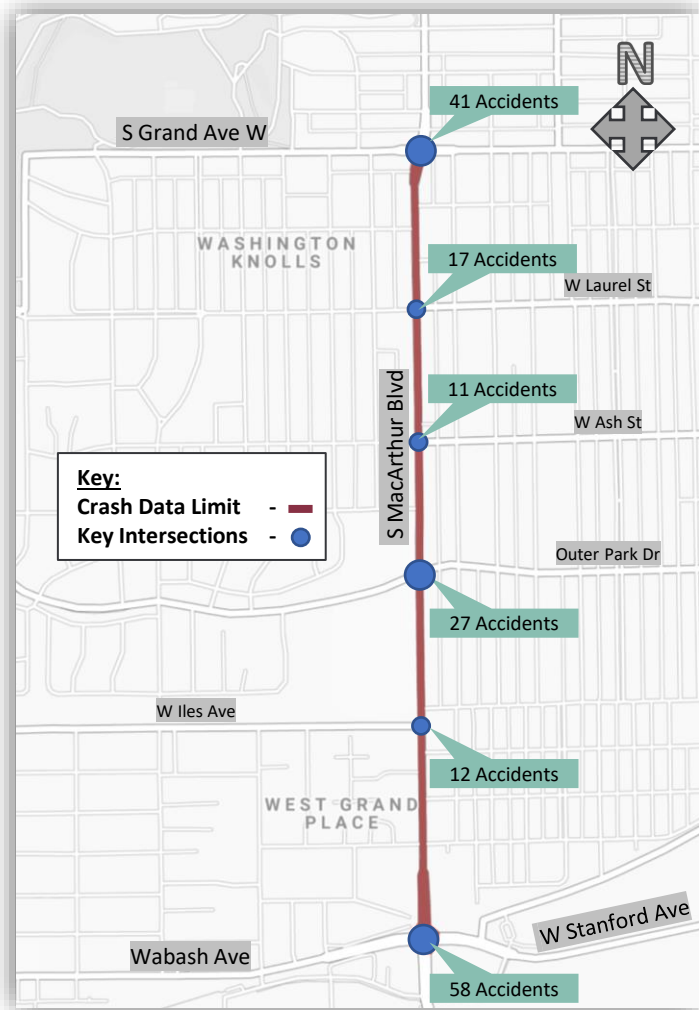 N
41 Accidents
S Grand Ave W
WASHINGTON
KNOLLS
17 Accidents
W Laurel St
S MacArthur Blvd
11 Accidents
W Ash St
Key:
Crash Data Limit -
Key Intersections -
Outer Park Dr
27 Accidents
W Iles Ave
12 Accidents
WEST GRAND
PLACE
W Stanford Ave
Wabash Ave
58 Accidents